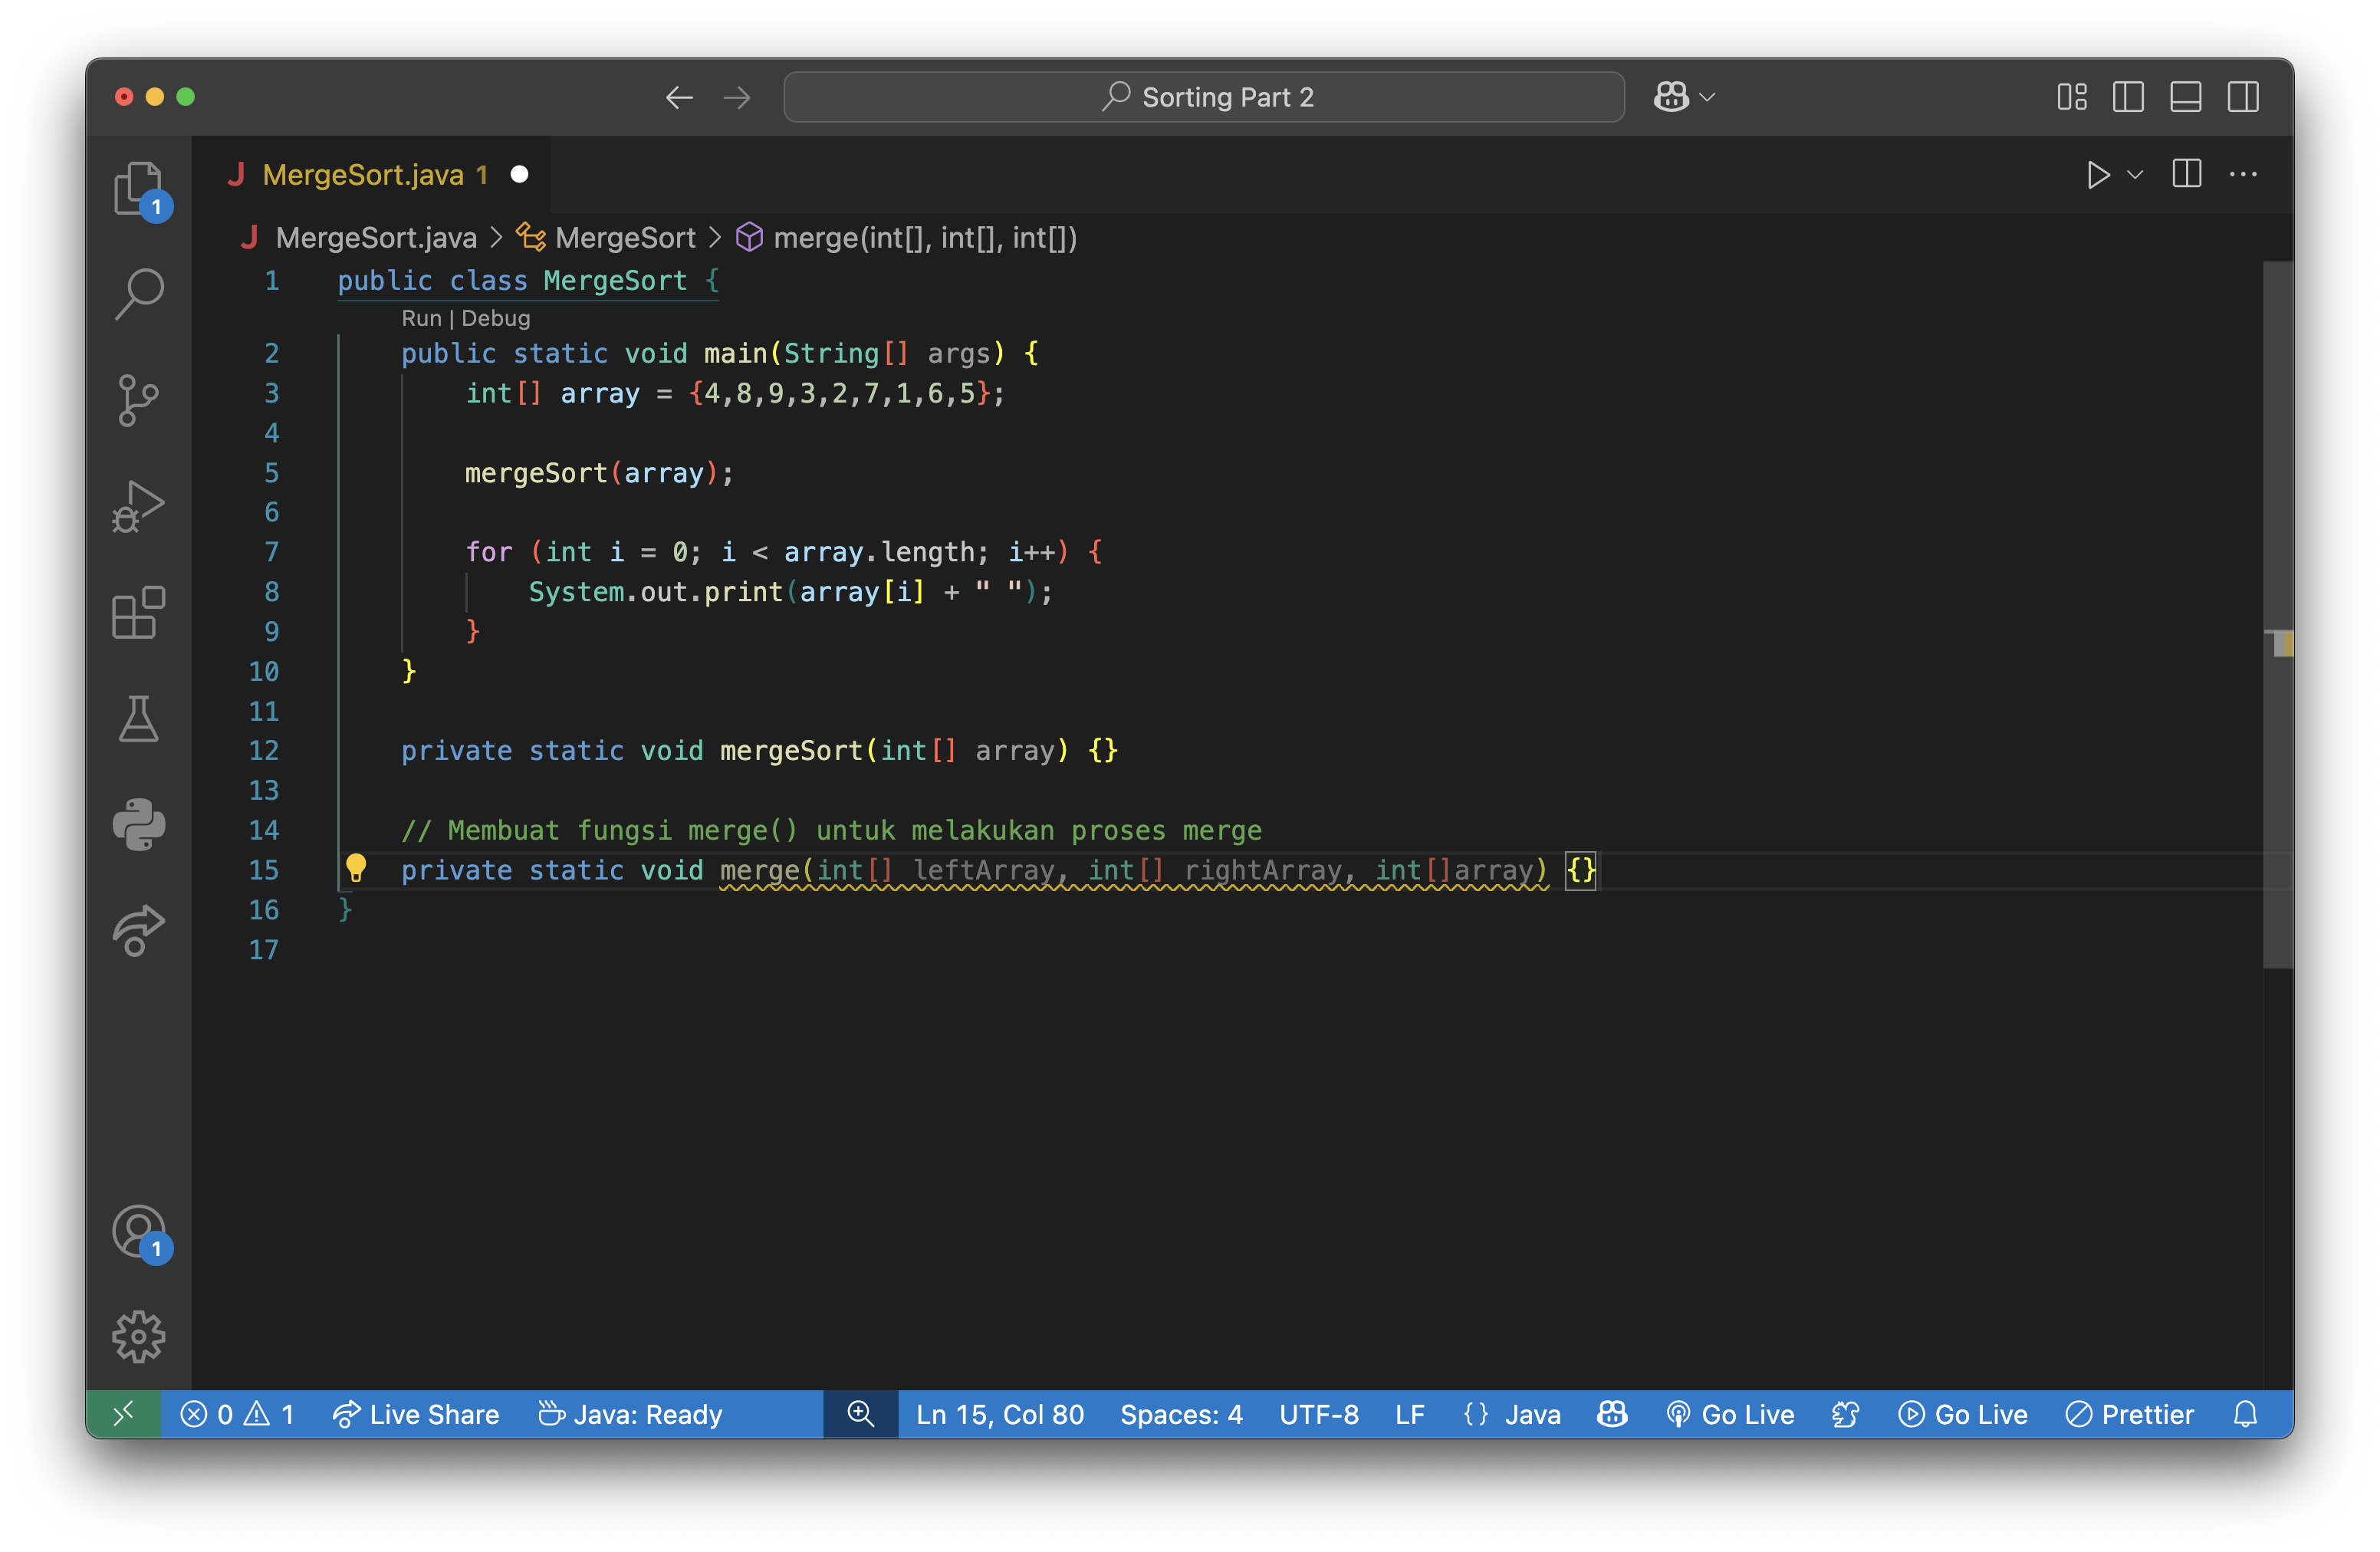 Sorting Part 2
MergeSort.java 1
MergeSort.java > MergeSort > merge(int[], int[], int[])
1 public class MergeSort {
Run | Debug
2 public static void main(String[] args) {
3 int[] array = {4,8,9,3,2,7,1,6,5};
4
5 mergeSort(array);
6
7 for (int i = 0; i < array.length; i++) {
8 System.out.print(array[i] + " ");
9 }
10 }
11
12 private static void mergeSort(int[] array) {}
13
14 // Membuat fungsi merge() untuk melakukan proses merge
15 private static void merge(int[] leftArray, int[] rightArray, int[]array) {}
16 }
17
1
1
0 1 Live Share Java: Ready Ln 15, Col 80 Spaces: 4 UTF-8 LF {} Java Go Live Go Live Prettier